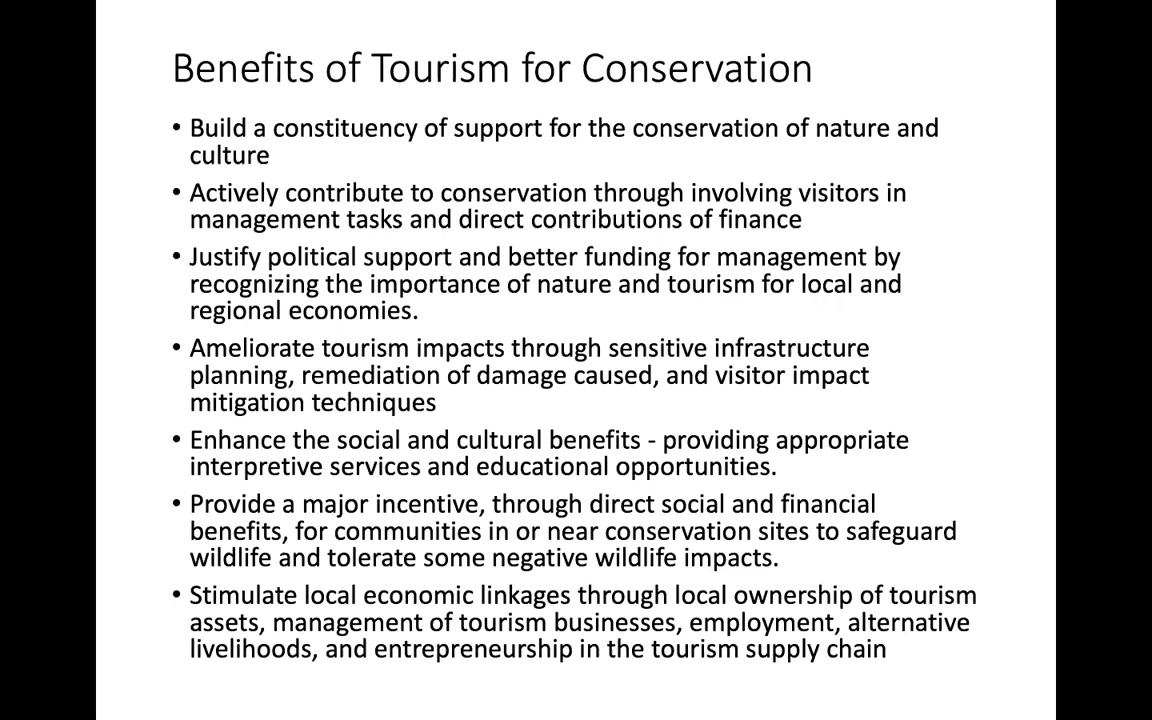 Benefits of Tourism for Conservation
• Build a constituency of support for the conservation of nature and
culture
• Actively contribute to conservation through involving visitors in
management tasks and direct contributions of finance
• Justify political support and better funding for management by
recognizing the importance of nature and tourism for local and
regional economies.
• Ameliorate tourism impacts through sensitive infrastructure
planning, remediation of damage caused, and visitor impact
mitigation techniques
• Enhance the social and cultural benefits - providing appropriate
interpretive services and educational opportunities.
• Provide a major incentive, through direct social and financial
benefits, for communities in or near conservation sites to safeguard
wildlife and tolerate some negative wildlife impacts.
• Stimulate local economic linkages through local ownership of tourism
assets, management of tourism businesses, employment, alternative
livelihoods, and entrepreneurship in the tourism supply chain